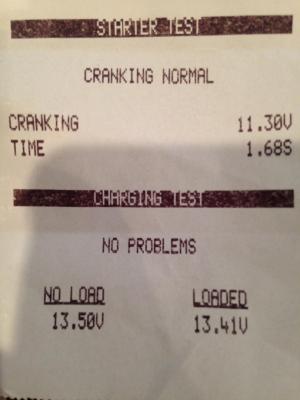 STARTER TEST
CRANKING NORMAL
CRANKING 11.30V
TIME 1.68S
CHARGING TEST
NO PROBLEMS
NO LOAD LOADED
13.50V 13.41V